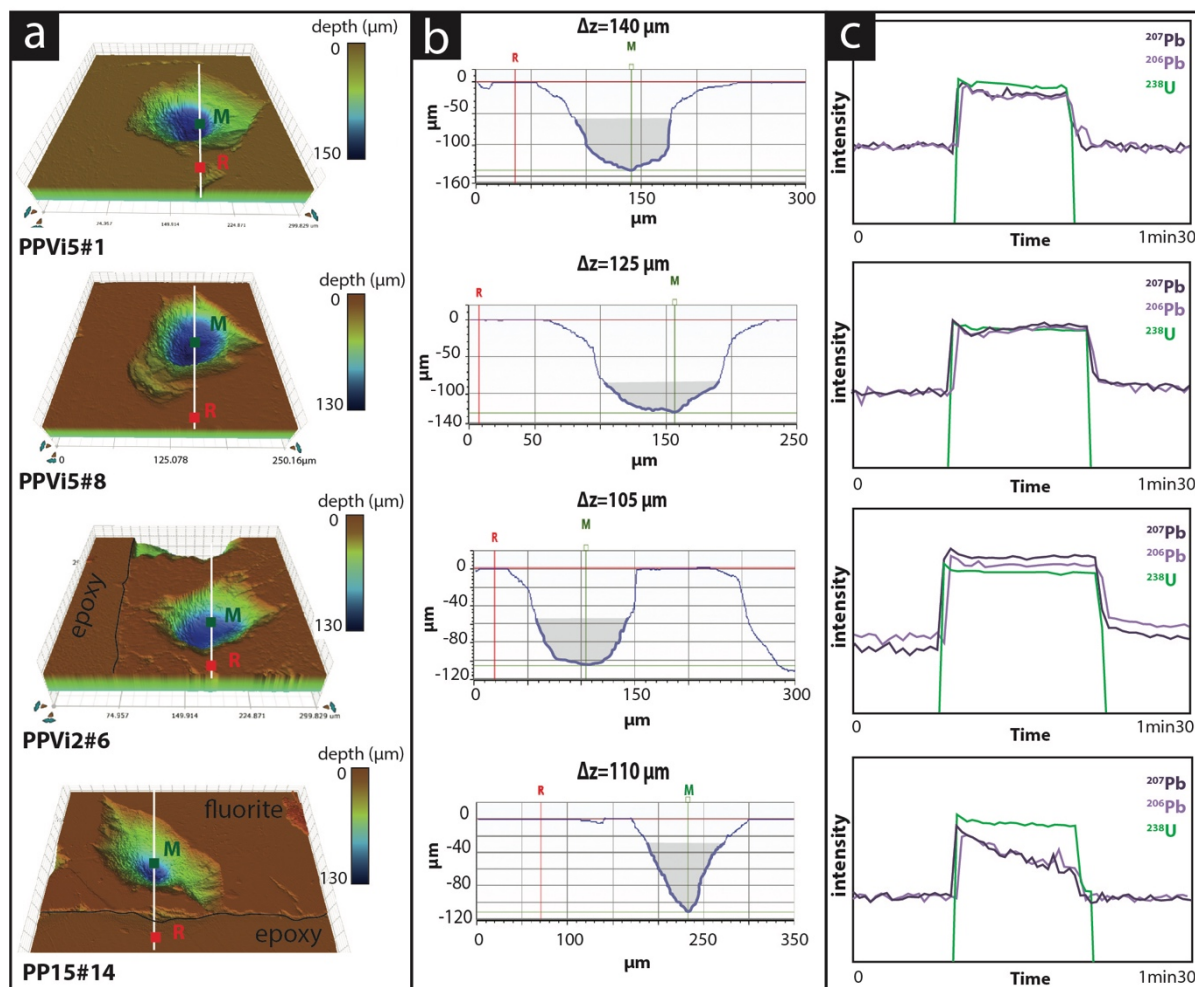 a
depth (µm)
0
150
M
R
74.957
149.914
224.871
299.829 um
PPVi5#1
depth (µm)
0
130
M
R
0
125.078
250.16µm
PPVi5#8
depth (µm)
0
130
epoxy
M
R
74.957
149.914
224.871
299.829 um
PPVi2#6
depth (µm)
0
130
fluorite
M
R
epoxy
PP15#14
b
Δz=140 µm
R
M
µm
0
-50
-100
-160
0
150
300
µm
Δz=125 µm
R
M
µm
0
-50
-100
-140
0
50
100
150
200
250
µm
Δz=105 µm
R
M
µm
0
-40
-80
-120
0
150
300
µm
Δz=110 µm
R
M
µm
0
-40
-80
-120
0
100
200
350
µm
c
²⁰⁷Pb
²⁰⁶Pb
²³⁸U
intensity
0
Time
1min30
²⁰⁷Pb
²⁰⁶Pb
²³⁸U
intensity
0
Time
1min30
²⁰⁷Pb
²⁰⁶Pb
²³⁸U
intensity
0
Time
1min30
²⁰⁷Pb
²⁰⁶Pb
²³⁸U
intensity
0
Time
1min30